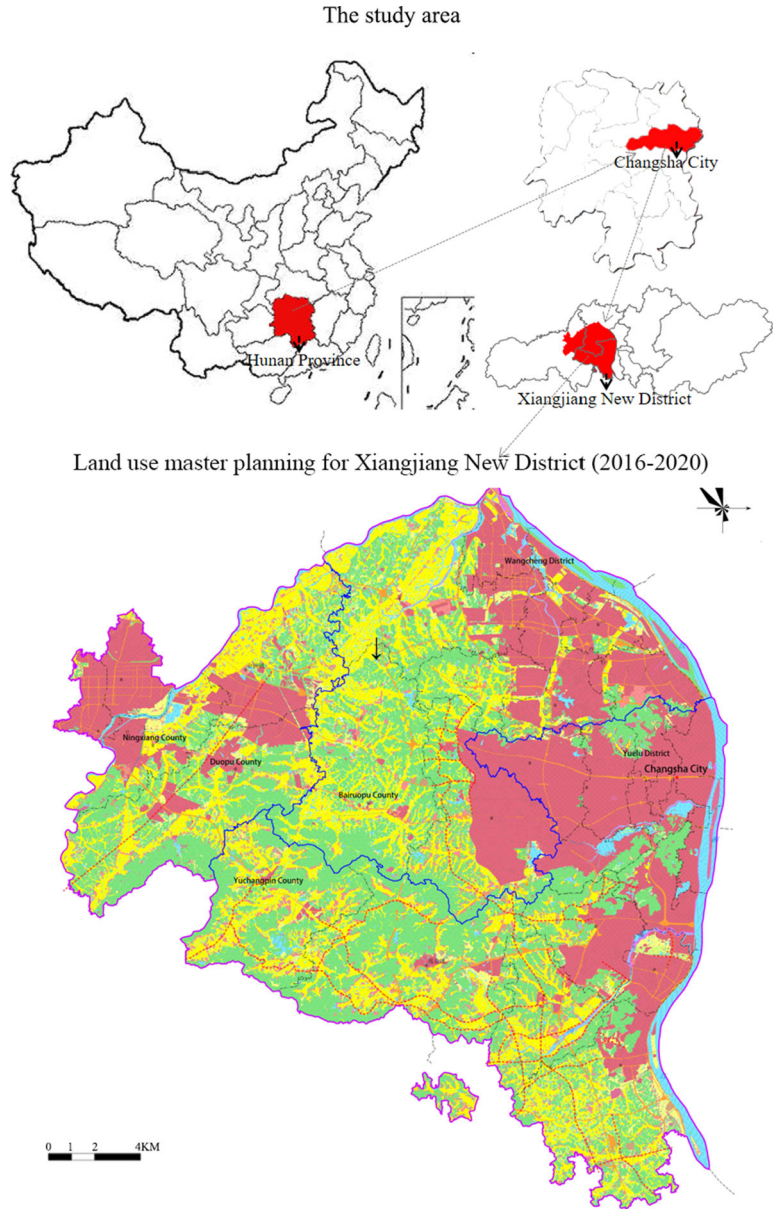 The study area
Changsha City
Hunan Province
Xiangjiang New District
Land use master planning for Xiangjiang New District (2016-2020)
Wangcheng District
Ningxiang County
Duopu County
Yuelu District
Changsha City
Bairuopu County
Yuchangpin County
0 1 2 4KM